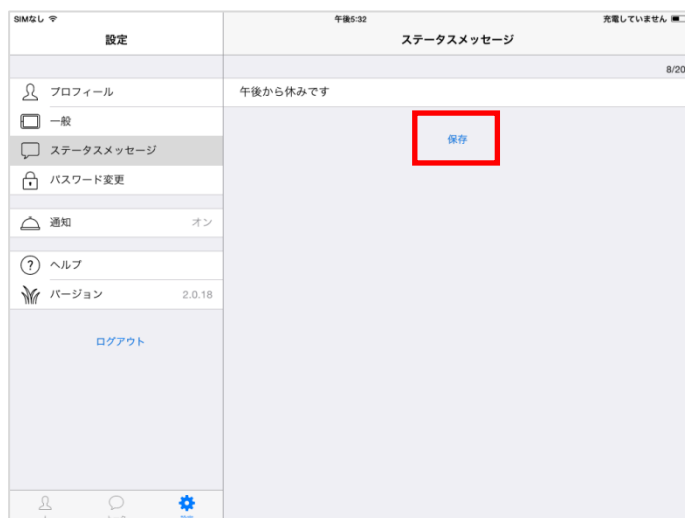 SIMなし
午後5:32
充電していません
設定
ステータスメッセージ
8/20
プロフィール
一般
ステータスメッセージ
パスワード変更
通知 オン
ヘルプ
バージョン 2.0.18
ログアウト
午後から休みです
保存